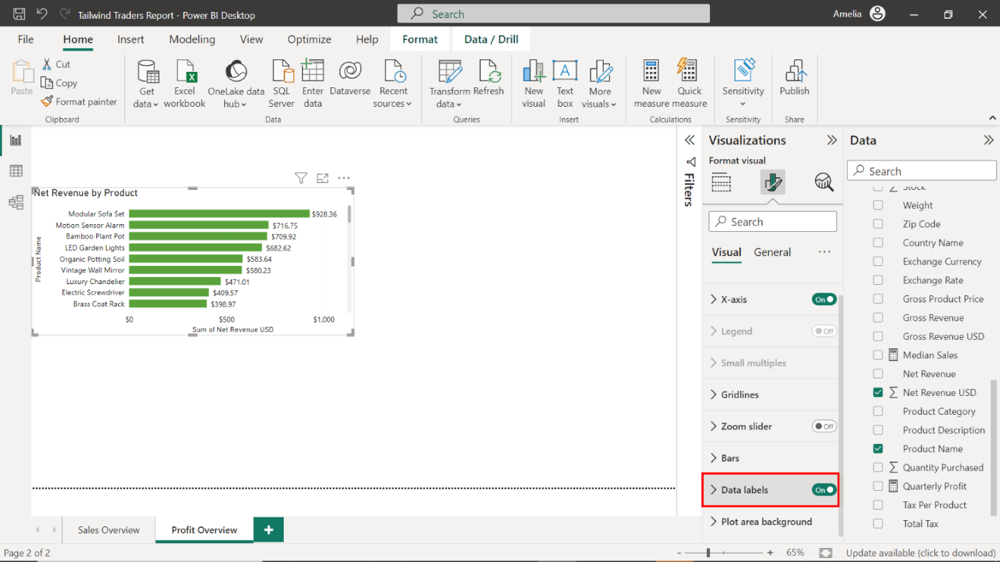 Tailwind Traders Report - Power BI Desktop
Search
Amelia
File Home Insert Modeling View Optimize Help Format Data / Drill
Paste
Cut
Copy
Format painter
Clipboard
Get data
Excel workbook
OneLake data hub
SQL Server
Enter data
Dataverse
Recent sources
Data
Transform data
Refresh
Queries
New visual
Text box
More visuals
Insert
New measure
Quick measure
Calculations
Sensitivity
Sensitivity
Publish
Share
Net Revenue by Product
Product Name
Modular Sofa Set $928.36
Motion Sensor Alarm $716.75
Bamboo Plant Pot $709.92
LED Garden Lights $682.62
Organic Potting Soil $583.64
Vintage Wall Mirror $580.23
Luxury Chandelier $471.01
Electric Screwdriver $409.57
Brass Coat Rack $398.97
$0 $500 $1,000
Sum of Net Revenue USD
Filters
Visualizations
Format visual
Search
Visual General
X-axis On
Legend Off
Small multiples
Gridlines
Zoom slider Off
Bars
Data labels On
Plot area background
Data
Search
Stock
Weight
Zip Code
Country Name
Exchange Currency
Exchange Rate
Gross Product Price
Gross Revenue
Gross Revenue USD
Median Sales
Net Revenue
Net Revenue USD
Product Category
Product Description
Product Name
Quantity Purchased
Quarterly Profit
Tax Per Product
Total Tax
Sales Overview Profit Overview +
Page 2 of 2
- + 65%
Update available (click to download)